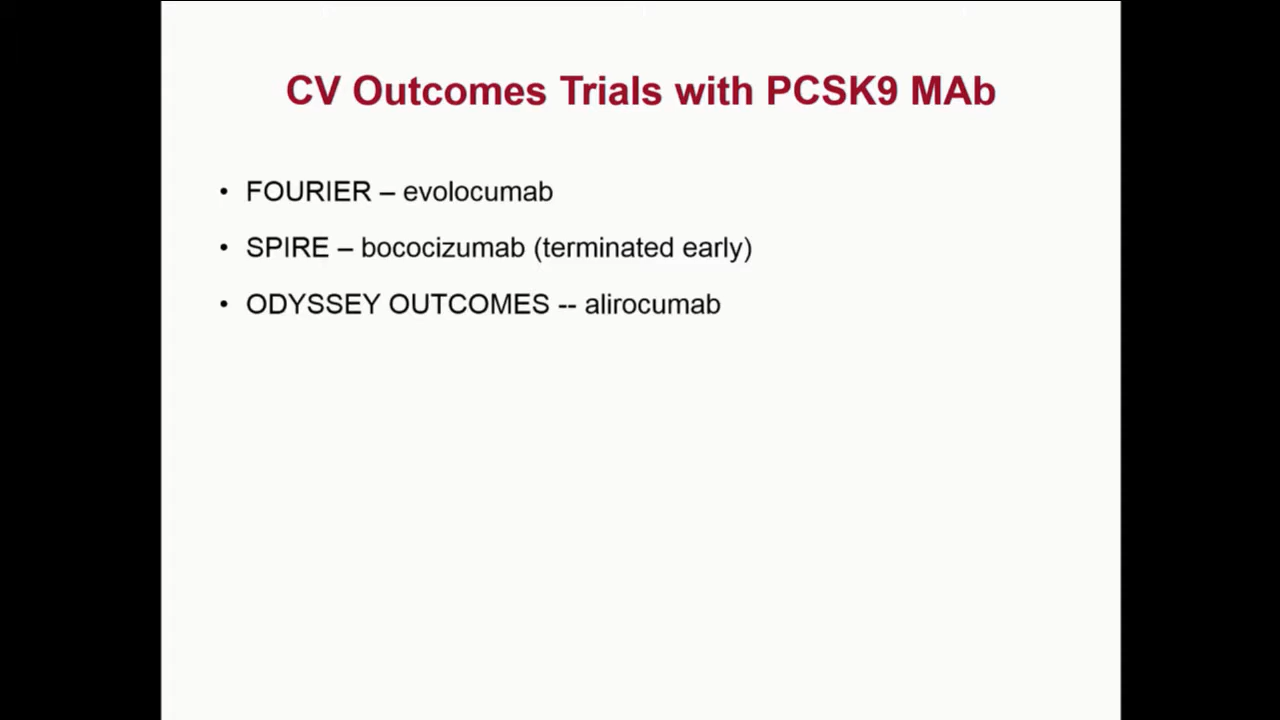 CV Outcomes Trials with PCSK9 MAb
• FOURIER – evolocumab
• SPIRE – bococizumab (terminated early)
• ODYSSEY OUTCOMES -- alirocumab